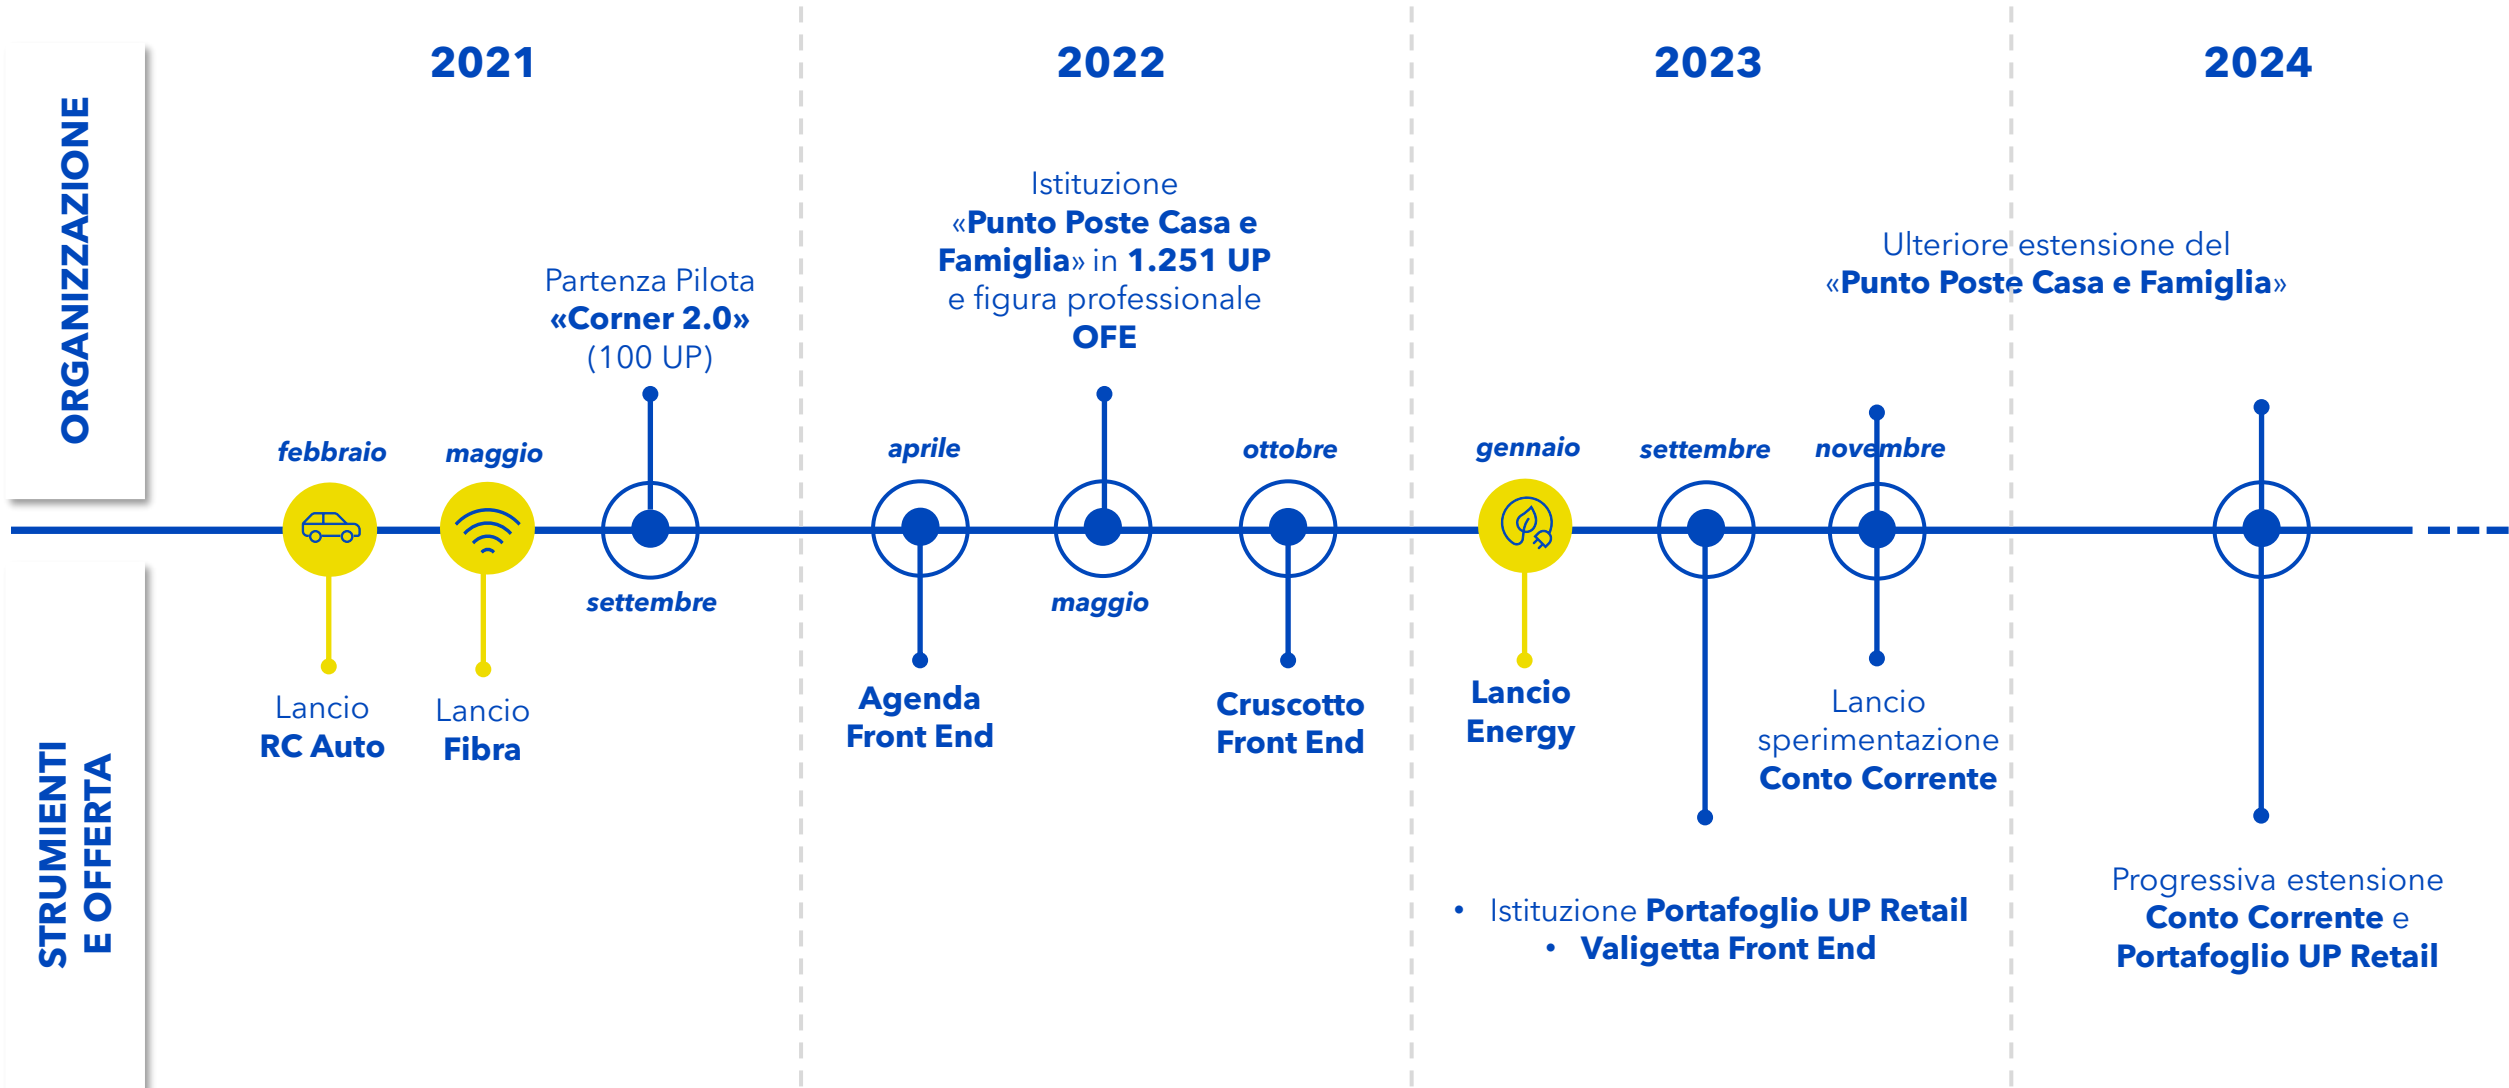 2021
2022
2023
2024
ORGANIZZAZIONE
Partenza Pilota
«Corner 2.0»
(100 UP)
Istituzione
«Punto Poste Casa e
Famiglia» in 1.251 UP
e figura professionale
OFE
Ulteriore estensione del
«Punto Poste Casa e Famiglia»
febbraio
maggio
settembre
aprile
maggio
ottobre
gennaio
settembre
novembre
STRUMIENTI
E OFFERTA
Lancio
RC Auto
Lancio
Fibra
Agenda
Front End
Cruscotto
Front End
Lancio
Energy
Lancio
sperimentazione
Conto Corrente
• Istituzione Portafoglio UP Retail
• Valigetta Front End
Progressiva estensione
Conto Corrente e
Portafoglio UP Retail